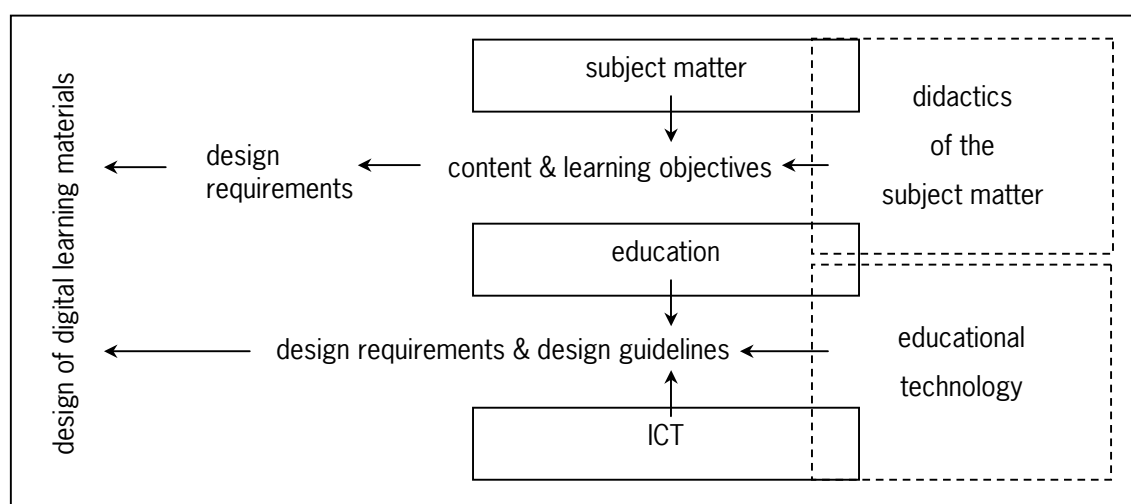 design of digital learning materials
subject matter
didactics
of the
subject matter
design
requirements
content & learning objectives
education
design requirements & design guidelines
educational
technology
ICT